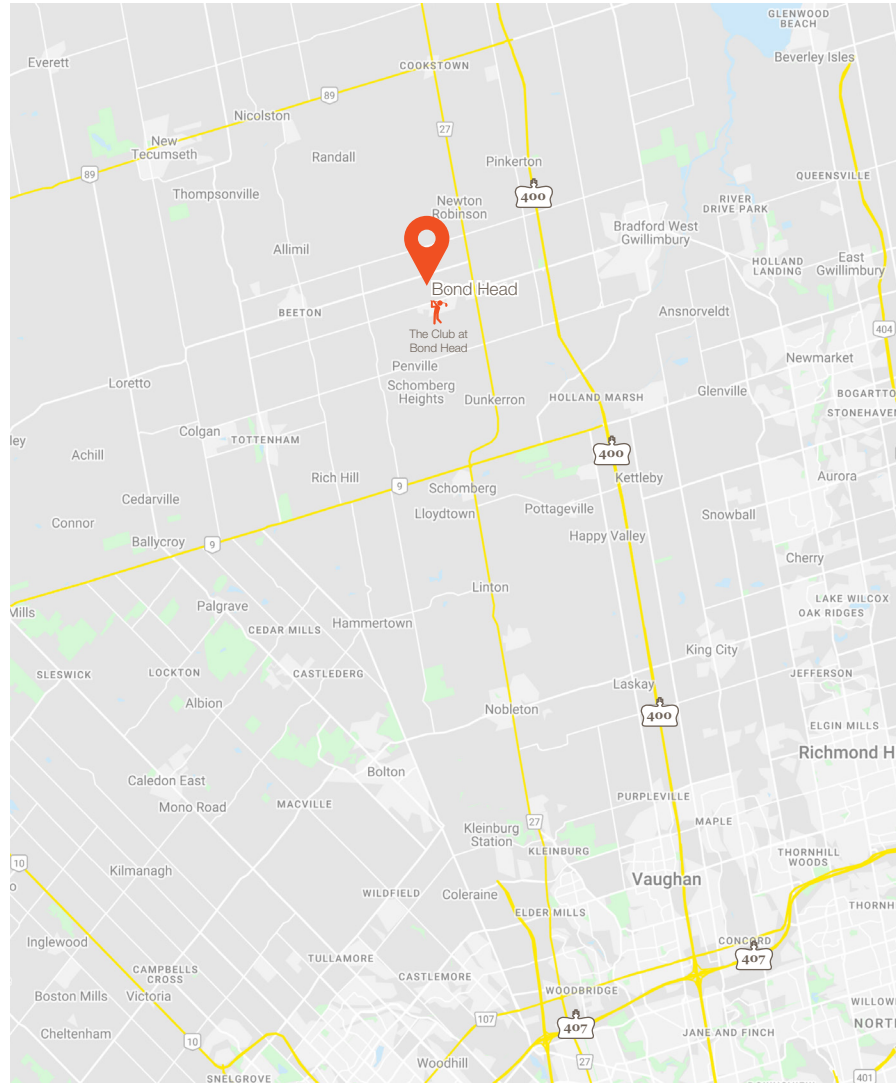 GLENWOOD
BEACH
Everett
COOKSTOWN
Beverley Isles
89
Nicolston
27
New
Tecumseth
Randall
Pinkerton
89
QUEENSVILLE
Thompsonville
400
Newton
Robinson
RIVER
DRIVE PARK
Bradford West
Gwillimbury
Allimil
HOLLAND
LANDING
East
Gwillimbury
Bond Head
BEETON
Ansnorveldt
The Club at
Bond Head
404
Newmarket
Penville
Loretto
Schomberg
Heights
Dunkerron
HOLLAND MARSH
Glenville
BOGARTTO
STONEHAVEN
ley
Colgan
TOTTENHAM
Achill
400
Rich Hill
9
Schomberg
Kettleby
Aurora
Cedarville
Lloydtown
Pottageville
Snowball
Connor
Ballycroy
9
Happy Valley
Cherry
Linton
Mills
Palgrave
LAKE WILCOX
OAK RIDGES
CEDAR MILLS
Hammertown
King City
SLESWICK
LOCKTON
CASTLEDERG
JEFFERSON
Laskay
Albion
Nobleton
400
ELGIN MILLS
Richmond H
Caledon East
Bolton
Mono Road
MACVILLE
PURPLEVILLE
27
MAPLE
Kleinburg
Station
KLEINBURG
THORNHILL
WOODS
10
o
Kilmanagh
Vaughan
WILDFIELD
Coleraine
THORNH
ELDER MILLS
Inglewood
CONCORD
407
TULLAMORE
CAMPBELLS
CROSS
CASTLEMORE
WOODBRIDGE
Boston Mills
Victoria
WILLOW
107
407
NORT
Cheltenham
10
JANE AND FINCH
Woodhill
27
SNELGROVE
401